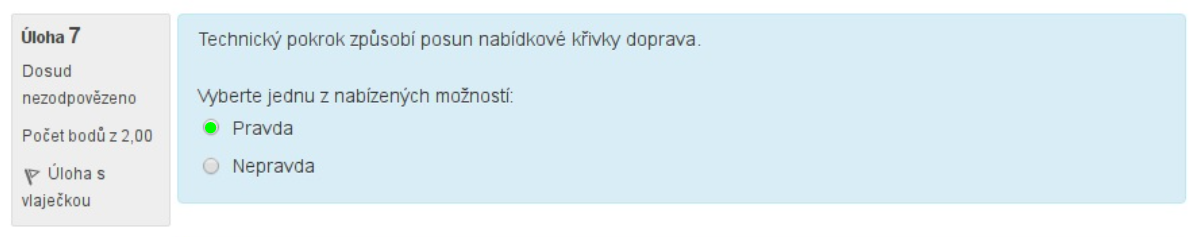 Úloha 7
Dosud
nezodpovězeno
Počet bodů z 2,00
Úloha s
vlaječkou
Technický pokrok způsobí posun nabídkové křivky doprava.
Vyberte jednu z nabízených možností:
Pravda
Nepravda